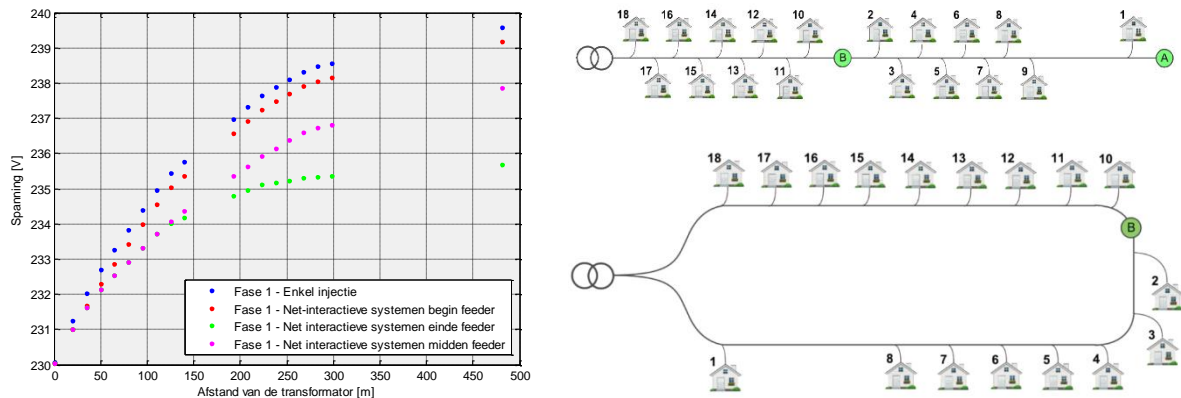 240
239
238
237
236
235
234
233
232
231
230
Spanning [V]
0 50 100 150 200 250 300 350 400 450 500
Afstand van de transformator [m]
Fase 1 - Enkel injectie
Fase 1 - Net-interactieve systemen begin feeder
Fase 1 - Net interactieve systemen einde feeder
Fase 1 - Net interactieve systemen midden feeder
18 16 14 12 10 2 4 6 8 1
B A
17 15 13 11 3 5 7 9
18 17 16 15 14 13 12 11 10
B
2
3
1 8 7 6 5 4